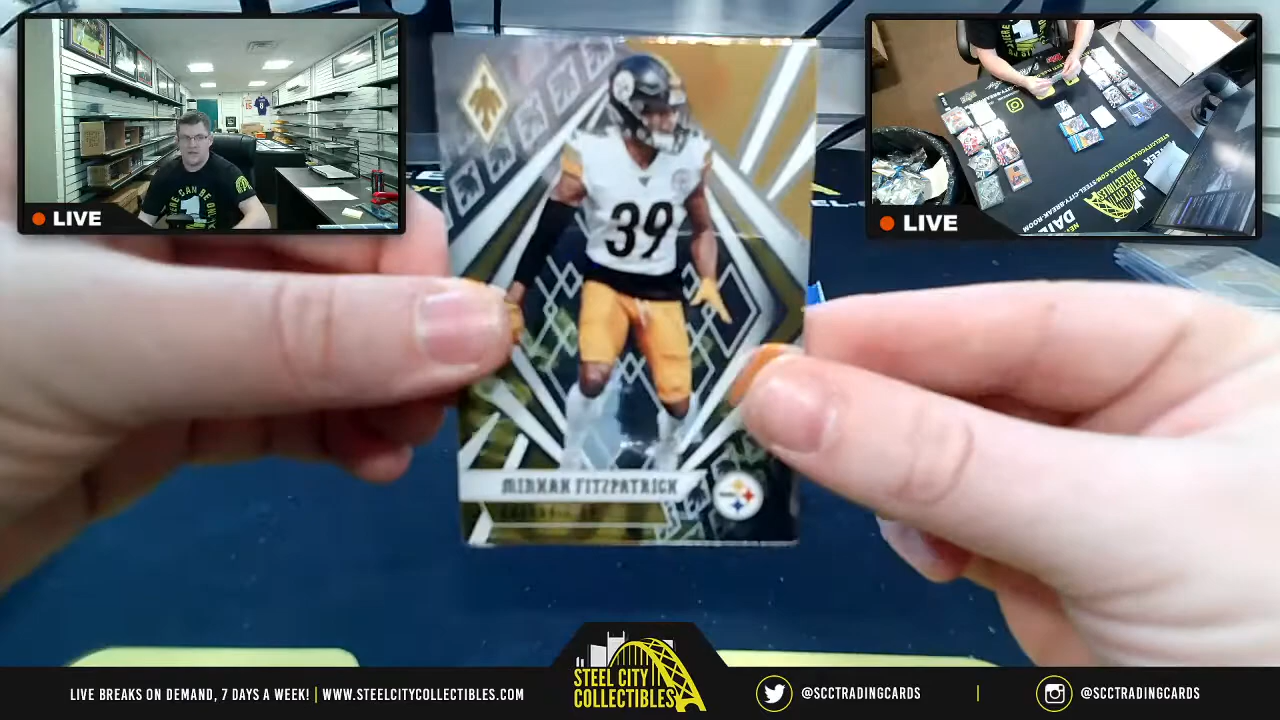 LIVE
LIVE
39
MINKAH FITZPATRICK
LIVE BREAKS ON DEMAND, 7 DAYS A WEEK! | WWW.STEELCITYCOLLECTIBLES.COM
STEEL CITY
COLLECTIBLES
@SCCTRADINGCARDS
@SCCTRADINGCARDS